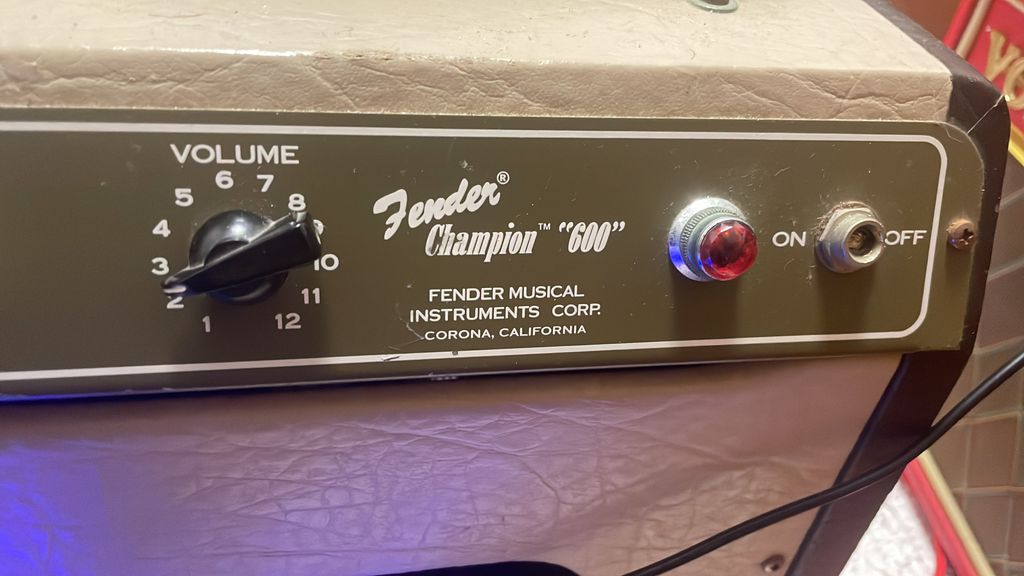 VOLUME
1
2
3
4
5
6
7
8
10
11
12
Fender®
Champion™ "600"
FENDER MUSICAL
INSTRUMENTS CORP.
CORONA, CALIFORNIA
ON
OFF